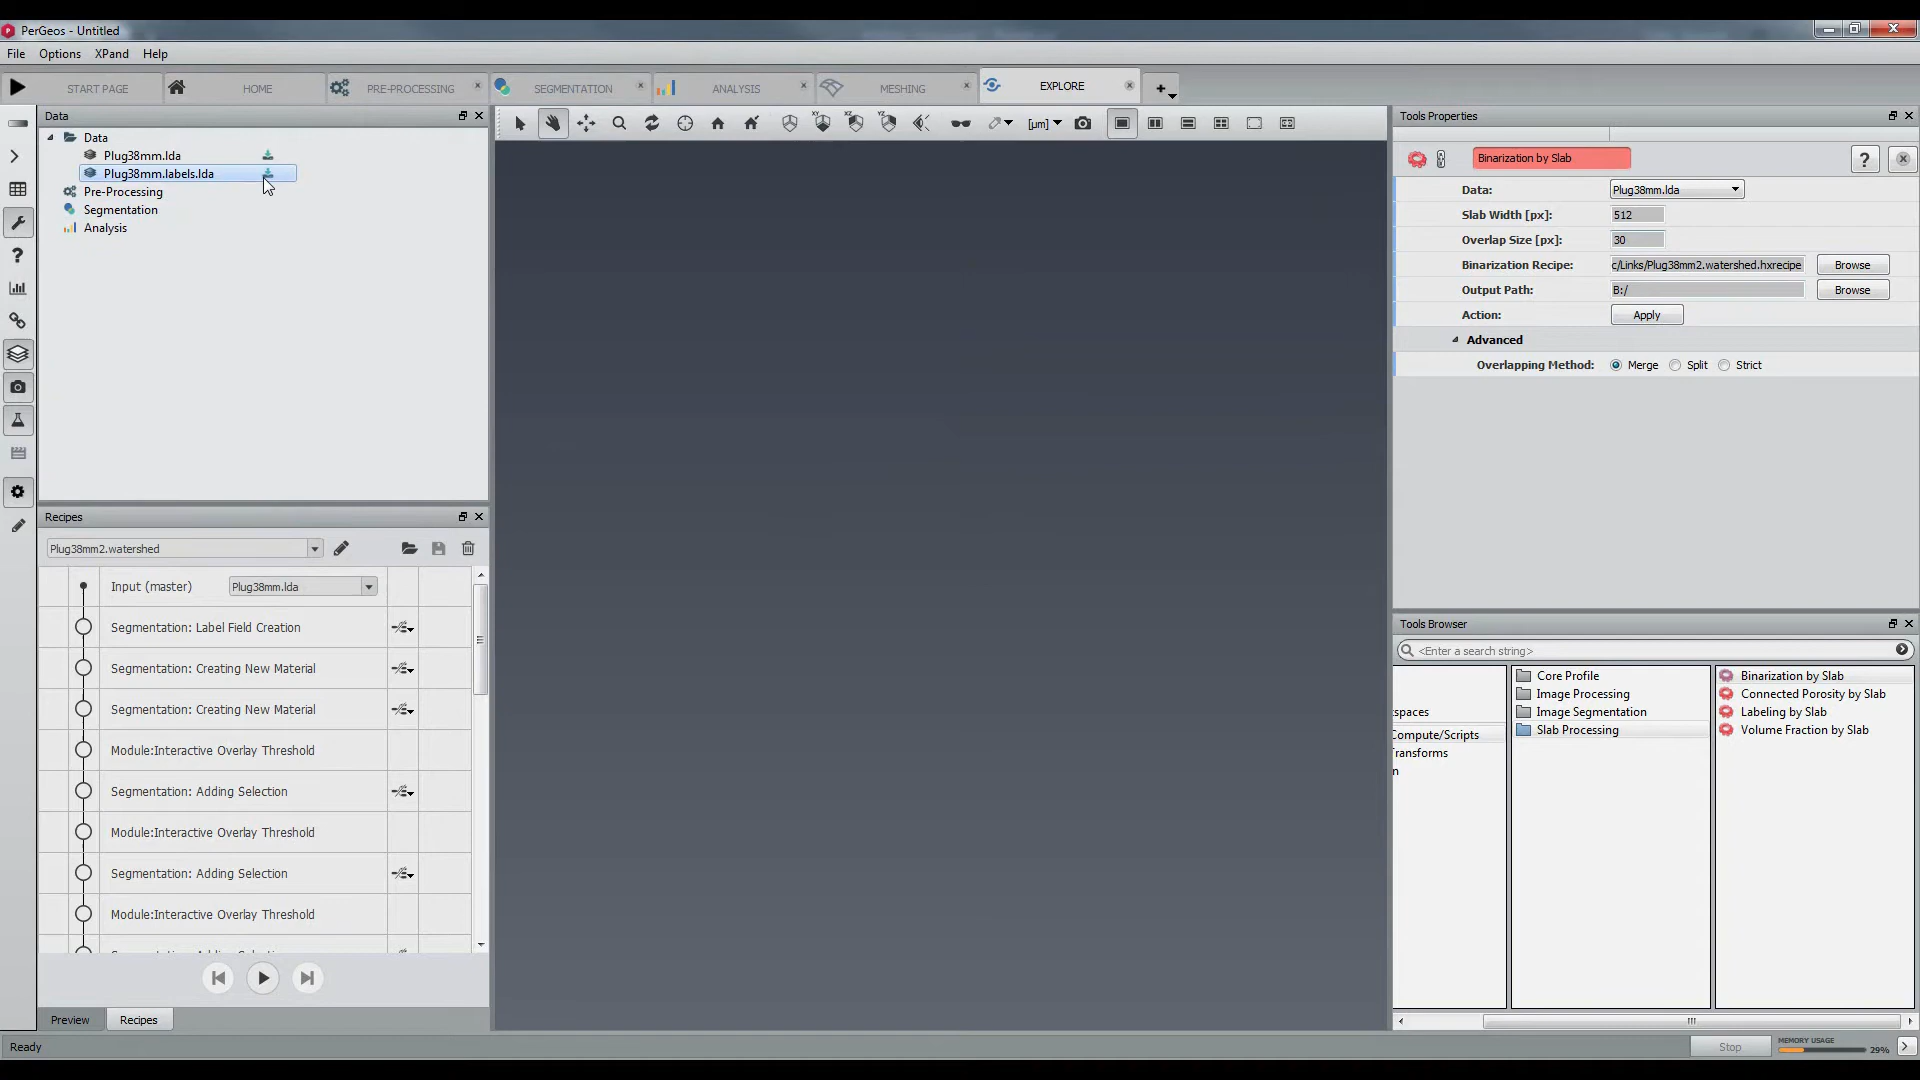 PerGeos - Untitled
File Options XPand Help
START PAGE HOME PRE-PROCESSING SEGMENTATION ANALYSIS MESHING EXPLORE
Data
Data
Plug38mm.lda
Plug38mm.labels.lda
Pre-Processing
Segmentation
Analysis
XY XZ YZ [µm]
Tools Properties
Binarization by Slab
Data: Plug38mm.lda
Slab Width [px]: 512
Overlap Size [px]: 30
Binarization Recipe: c/Links/Plug38mm2.watershed.hxrecipe Browse
Output Path: B:/ Browse
Action: Apply
Advanced
Overlapping Method: Merge Split Strict
Recipes
Plug38mm2.watershed
Input (master) Plug38mm.lda
Segmentation: Label Field Creation
Segmentation: Creating New Material
Segmentation: Creating New Material
Module:Interactive Overlay Threshold
Segmentation: Adding Selection
Module:Interactive Overlay Threshold
Segmentation: Adding Selection
Module:Interactive Overlay Threshold
Preview Recipes
Tools Browser
<Enter a search string>
spaces
Compute/Scripts
Transforms
Core Profile
Image Processing
Image Segmentation
Slab Processing
Binarization by Slab
Connected Porosity by Slab
Labeling by Slab
Volume Fraction by Slab
Ready
Stop
MEMORY USAGE
29%